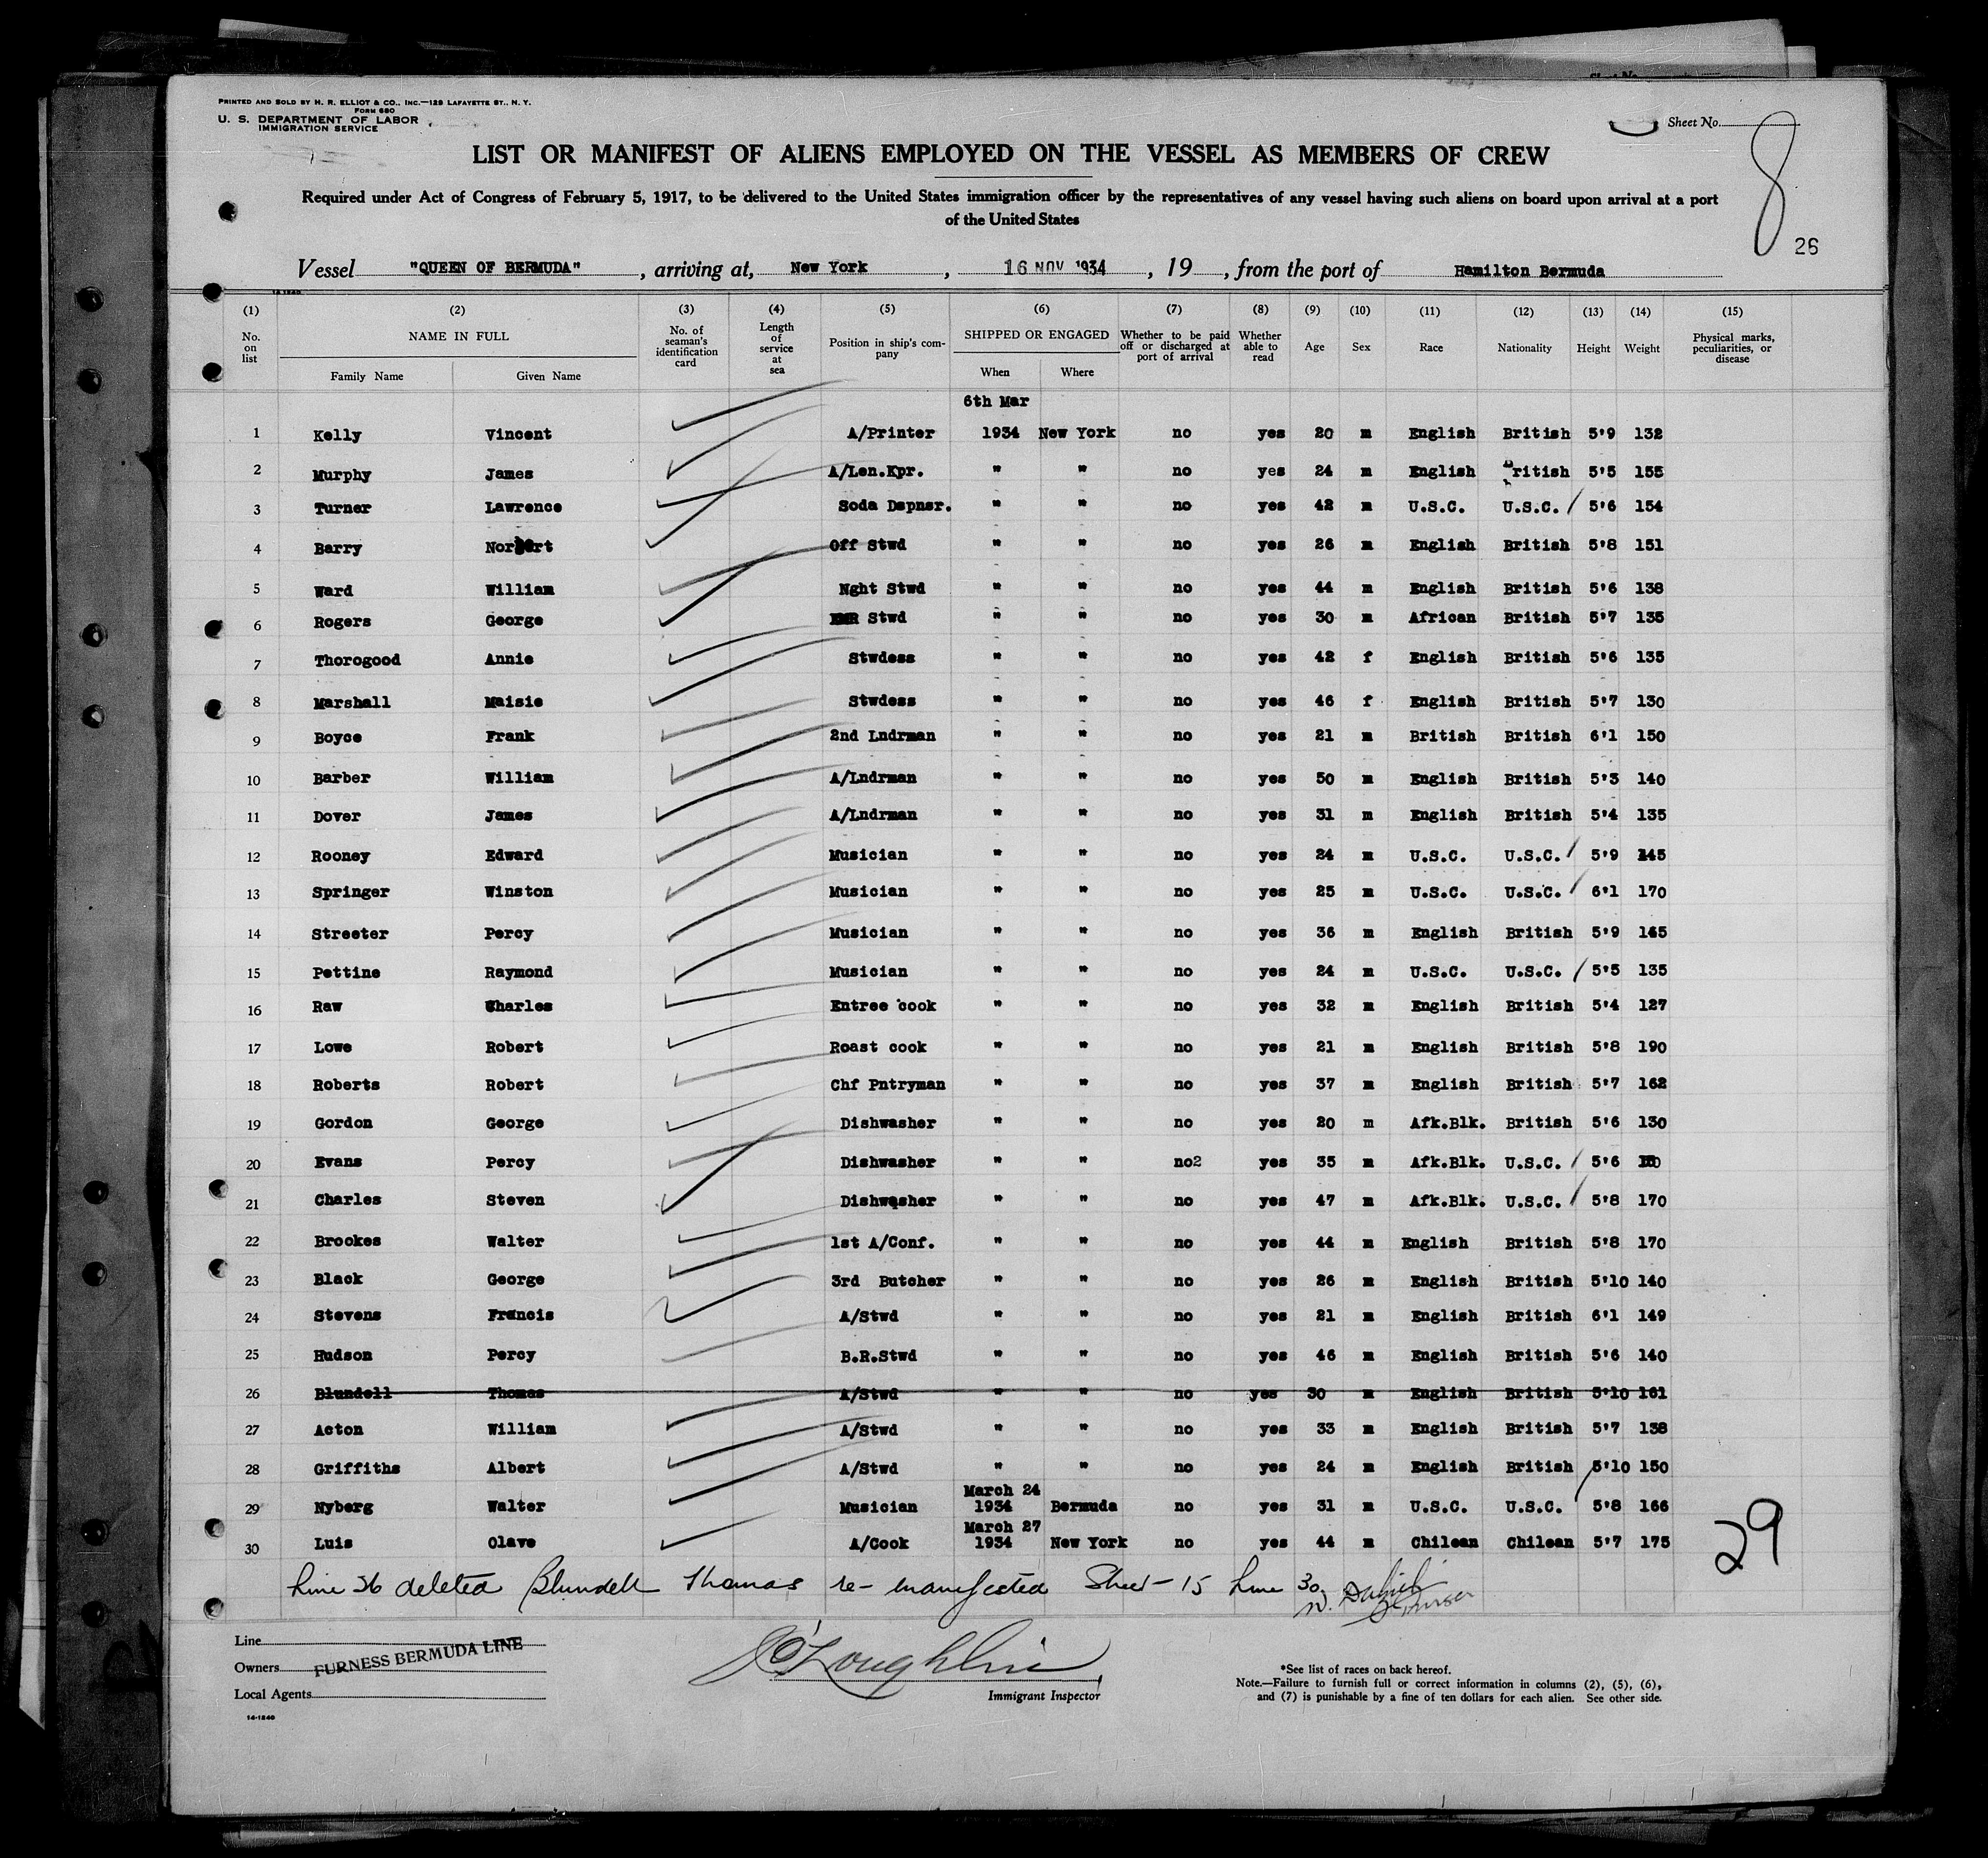 PRINTED AND SOLD BY H. R. ELLIOT & CO., INC.—129 LAFAYETTE ST., N. Y.
FORM 680
U. S. DEPARTMENT OF LABOR
IMMIGRATION SERVICE
Sheet No.
8
LIST OR MANIFEST OF ALIENS EMPLOYED ON THE VESSEL AS MEMBERS OF CREW
Required under Act of Congress of February 5, 1917, to be delivered to the United States immigration officer by the representatives of any vessel having such aliens on board upon arrival at a port
of the United States
26
Vessel "QUEEN OF BERMUDA", arriving at, New York, 16 NOV 1934, 19, from the port of Hamilton Bermuda
(1) (2) (3) (4) (5) (6) (7) (8) (9) (10) (11) (12) (13) (14) (15)
No. on list NAME IN FULL Family Name Given Name No. of seaman's identification card Length of service at sea Position in ship's company SHIPPED OR ENGAGED When Where Whether to be paid off or discharged at port of arrival Whether able to read Age Sex Race Nationality Height Weight Physical marks, peculiarities, or disease
6th Mar
1 Kelly Vincent A/Printer 1934 New York no yes 20 m English British 5'9 132
2 Murphy James A/Len.Kpr. " " no yes 24 m English British 5'5 155
3 Turner Lawrence Soda Dspnsr. " " no yes 42 m U.S.C. U.S.C. 5'6 154
4 Barry Norbert Off Stwd " " no yes 26 m English British 5'8 151
5 Ward William Nght Stwd " " no yes 44 m English British 5'6 138
6 Rogers George Stwd " " no yes 30 m African British 5'7 135
7 Thorogood Annie Stwdess " " no yes 42 f English British 5'6 135
8 Marshall Maisie Stwdess " " no yes 46 f English British 5'7 130
9 Boyce Frank 2nd Lndrman " " no yes 21 m British British 6'1 150
10 Barber William A/Lndrman " " no yes 50 m English British 5'3 140
11 Dover James A/Lndrman " " no yes 31 m English British 5'4 135
12 Rooney Edward Musician " " no yes 24 m U.S.C. U.S.C. 5'9 145
13 Springer Winston Musician " " no yes 25 m U.S.C. U.S.C. 6'1 170
14 Streeter Percy Musician " " no yes 36 m English British 5'9 165
15 Pettine Raymond Musician " " no yes 24 m U.S.C. U.S.C. 5'5 135
16 Raw Charles Entree cook " " no yes 32 m English British 5'4 127
17 Lowe Robert Roast cook " " no yes 21 m English British 5'8 190
18 Roberts Robert Chf Pntryman " " no yes 37 m English British 5'7 162
19 Gordon George Dishwasher " " no yes 20 m Afk.Blk. British 5'6 130
20 Evans Percy Dishwasher " " no2 yes 35 m Afk.Blk. U.S.C. 5'6
21 Charles Steven Dishwasher " " no yes 47 m Afk.Blk. U.S.C. 5'8 170
22 Brookes Walter 1st A/Conf. " " no yes 44 m English British 5'8 170
23 Black George 3rd Butcher " " no yes 26 m English British 5'10 140
24 Stevens Francis A/Stwd " " no yes 21 m English British 6'1 149
25 Hudson Percy B.R.Stwd " " no yes 46 m English British 5'6 140
26 Blundell Thomas A/Stwd " " no yes 30 m English British 5'10 161
27 Acton William A/Stwd " " no yes 33 m English British 5'7 138
28 Griffiths Albert A/Stwd " " no yes 24 m English British 5'10 150
March 24
29 Nyberg Walter Musician 1934 Bermuda no yes 31 m U.S.C. U.S.C. 5'8 166
March 27
30 Luis Olave A/Cook 1934 New York no yes 44 m Chilean Chilean 5'7 175
29
Line 26 deleted Blundell Thomas re-manifested Sheet-15 Line 30
Purser
Line
Owners FURNESS BERMUDA LINE
Local Agents
14-1240
O'Loughlin
Immigrant Inspector
*See list of races on back hereof.
Note.—Failure to furnish full or correct information in columns (2), (5), (6),
and (7) is punishable by a fine of ten dollars for each alien. See other side.